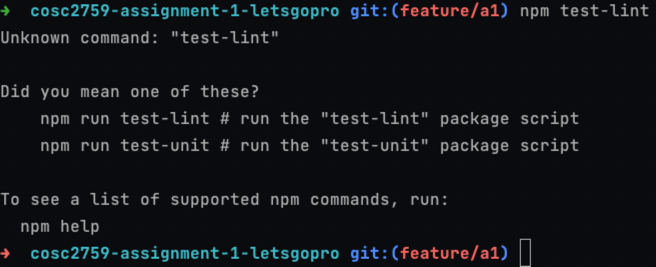 → cosc2759-assignment-1-letsgopro git:(feature/a1) npm test-lint
Unknown command: "test-lint"
Did you mean one of these?
npm run test-lint # run the "test-lint" package script
npm run test-unit # run the "test-unit" package script
To see a list of supported npm commands, run:
npm help
→ cosc2759-assignment-1-letsgopro git:(feature/a1)